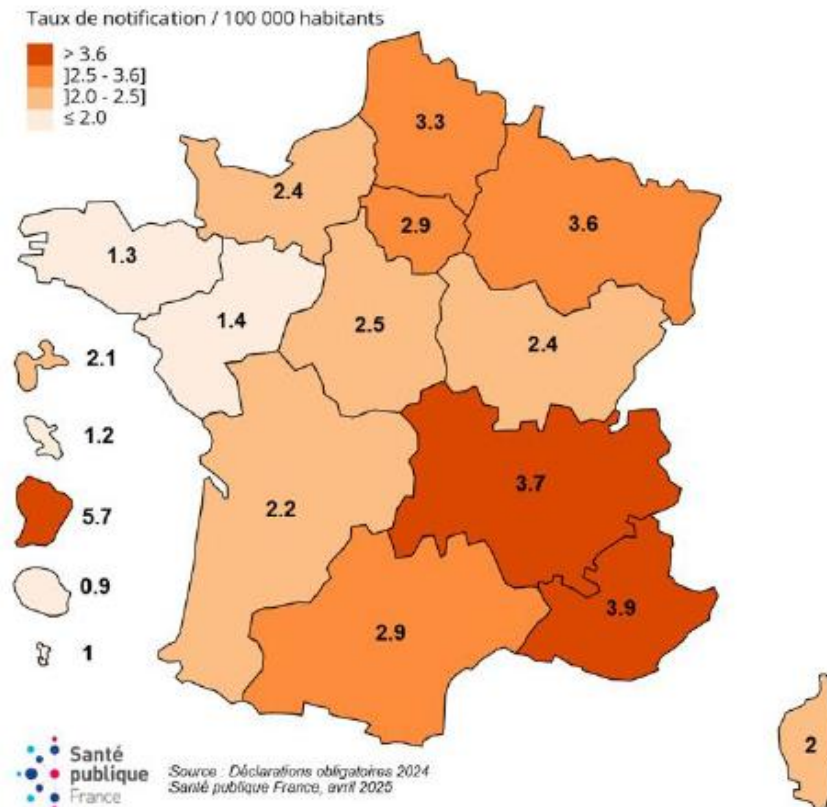 Taux de notification / 100 000 habitants
> 3.6
]2.5 - 3.6]
]2.0 - 2.5]
≤ 2.0
3.3
2.4
2.9
3.6
1.3
1.4
2.5
2.4
2.1
1.2
3.7
5.7
2.2
0.9
3.9
2.9
1
2
Santé
publique
France
Source : Déclarations obligatoires 2024
Santé publique France, avril 2025